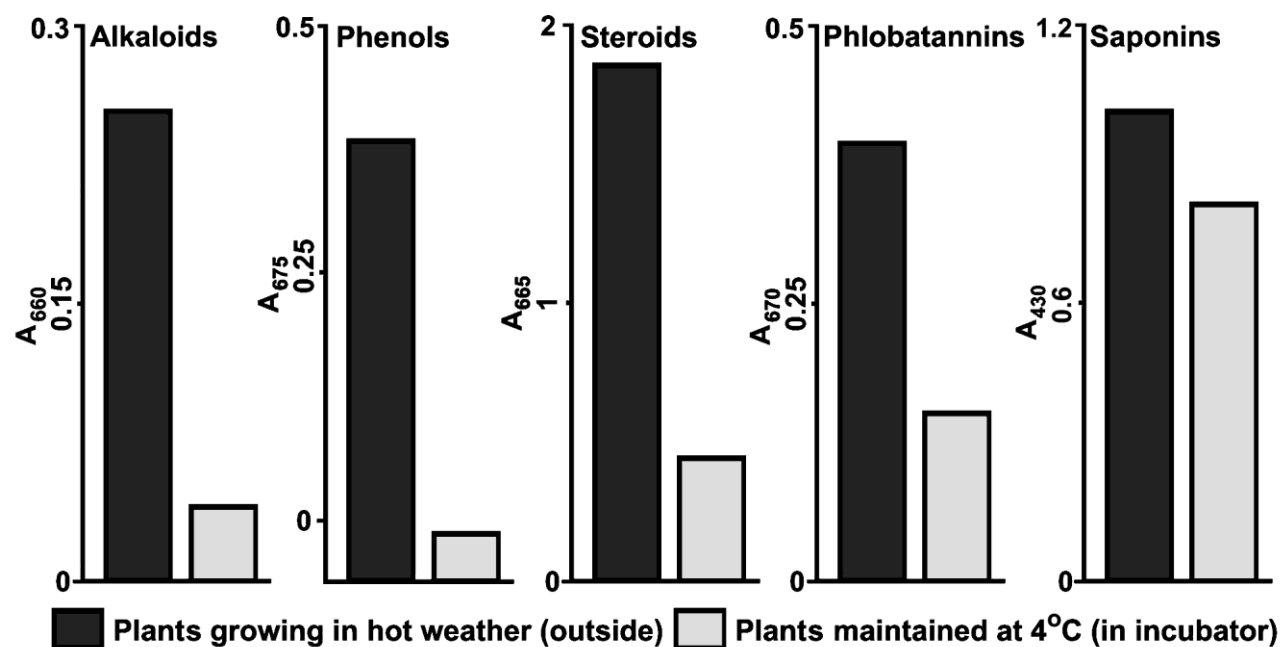 0.3 Alkaloids
A660
0.15
0
0.5 Phenols
A675
0.25
0
2 Steroids
A665
1
0
0.5 Phlobatannins
A670
0.25
0
1.2 Saponins
A430
0.6
0
Plants growing in hot weather (outside) Plants maintained at 4°C (in incubator)